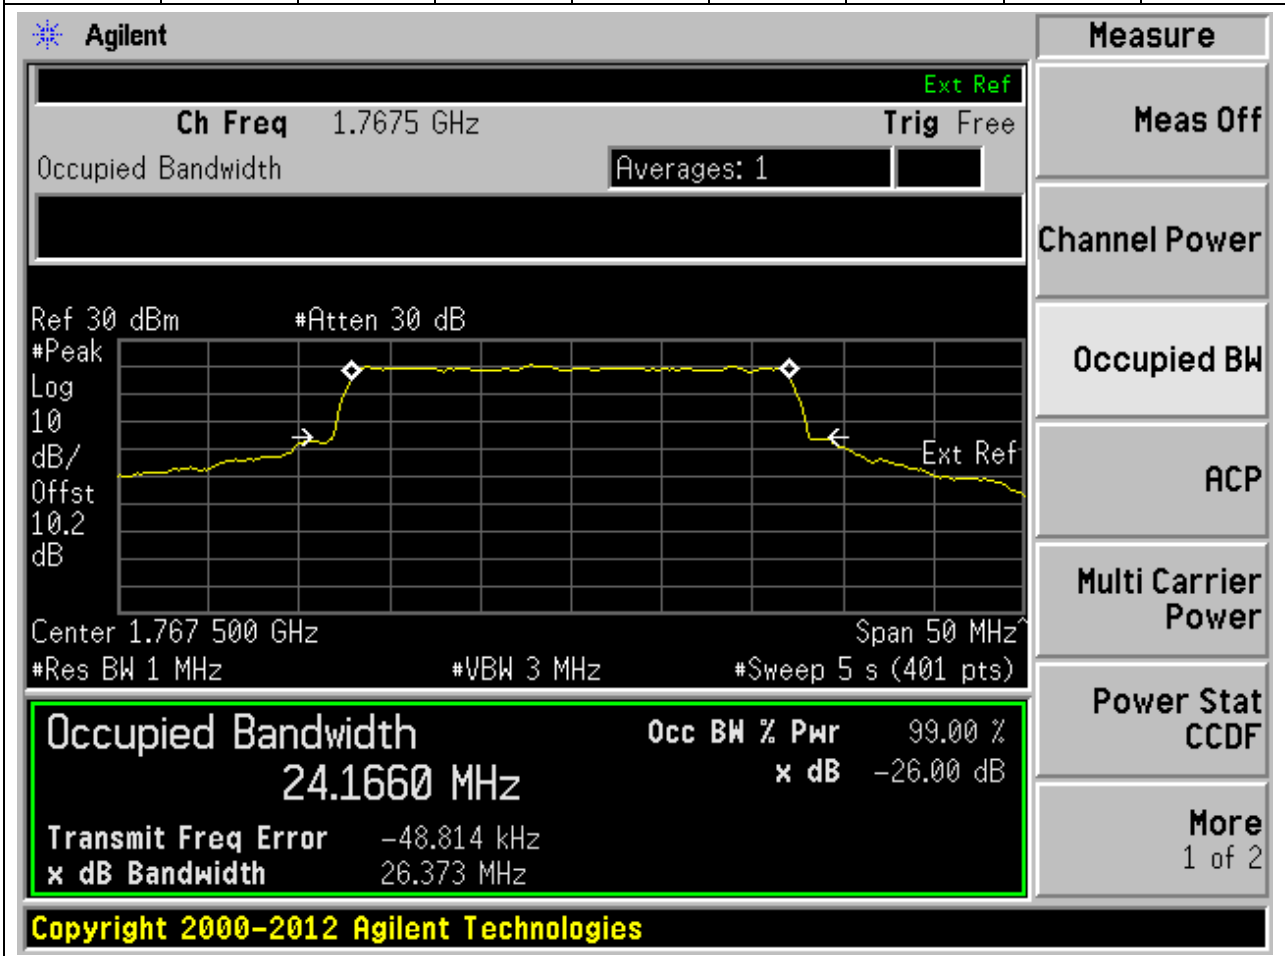 Agilent
Measure
Ext Ref
Ch Freq 1.7675 GHz Trig Free
Occupied Bandwidth Averages: 1
Ref 30 dBm #Atten 30 dB
#Peak
Log
10
dB/
Offst
10.2
dB
Ext Ref
Center 1.767 500 GHz Span 50 MHz^
#Res BW 1 MHz #VBW 3 MHz #Sweep 5 s (401 pts)
Occupied Bandwidth Occ BW % Pwr 99.00 %
24.1660 MHz x dB -26.00 dB
Transmit Freq Error -48.814 kHz
x dB Bandwidth 26.373 MHz
Copyright 2000-2012 Agilent Technologies
Meas Off
Channel Power
Occupied BW
ACP
Multi Carrier
Power
Power Stat
CCDF
More
1 of 2